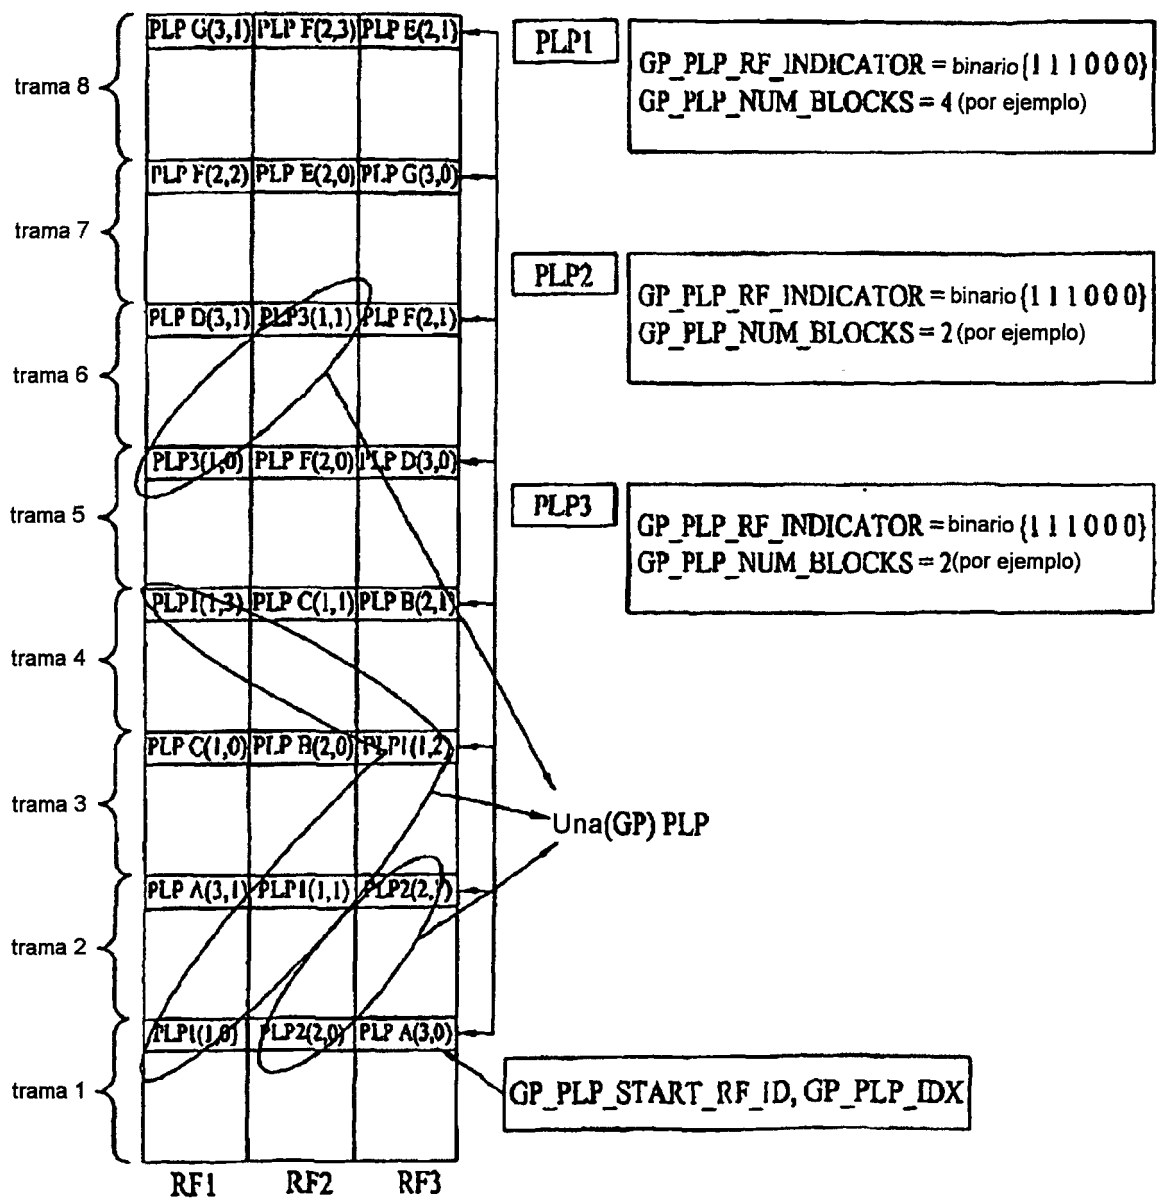 PLP G(3,1) PLP F(2,3) PLP E(2,1)
trama 8
PLP F(2,2) PLP E(2,0) PLP G(3,0)
trama 7
PLP D(3,1) PLP3(1,1) PLP F(2,1)
trama 6
PLP3(1,0) PLP F(2,0) PLP D(3,0)
trama 5
PLP1(1,3) PLP C(1,1) PLP B(2,1)
trama 4
PLP C(1,0) PLP B(2,0) PLP1(1,2
trama 3
PLP A(3,1) PLP1(1,1)
trama 2
PLP1(1,0) PLP2(2,0) PLP A(3,0)
trama 1
RF1 RF2 RF3
PLP1
GP_PLP_RF_INDICATOR = binario {1 1 1 0 0 0}
GP_PLP_NUM_BLOCKS = 4 (por ejemplo)
PLP2
GP_PLP_RF_INDICATOR = binario {1 1 1 0 0 0}
GP_PLP_NUM_BLOCKS = 2 (por ejemplo)
PLP3
GP_PLP_RF_INDICATOR = binario {1 1 1 0 0 0}
GP_PLP_NUM_BLOCKS = 2(por ejemplo)
Una(GP) PLP
GP_PLP_START_RF_ID, GP_PLP_IDX